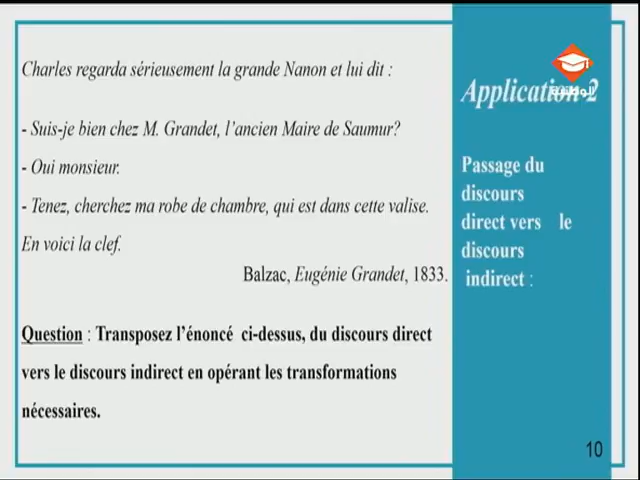 Charles regarda sérieusement la grande Nanon et lui dit :
- Suis-je bien chez M. Grandet, l’ancien Maire de Saumur?
- Oui monsieur.
- Tenez, cherchez ma robe de chambre, qui est dans cette valise.
En voici la clef.
Balzac, Eugénie Grandet, 1833.
Question : Transposez l’énoncé ci-dessus, du discours direct
vers le discours indirect en opérant les transformations
nécessaires.
Application 2
Passage du
discours
direct vers le
discours
indirect :
10